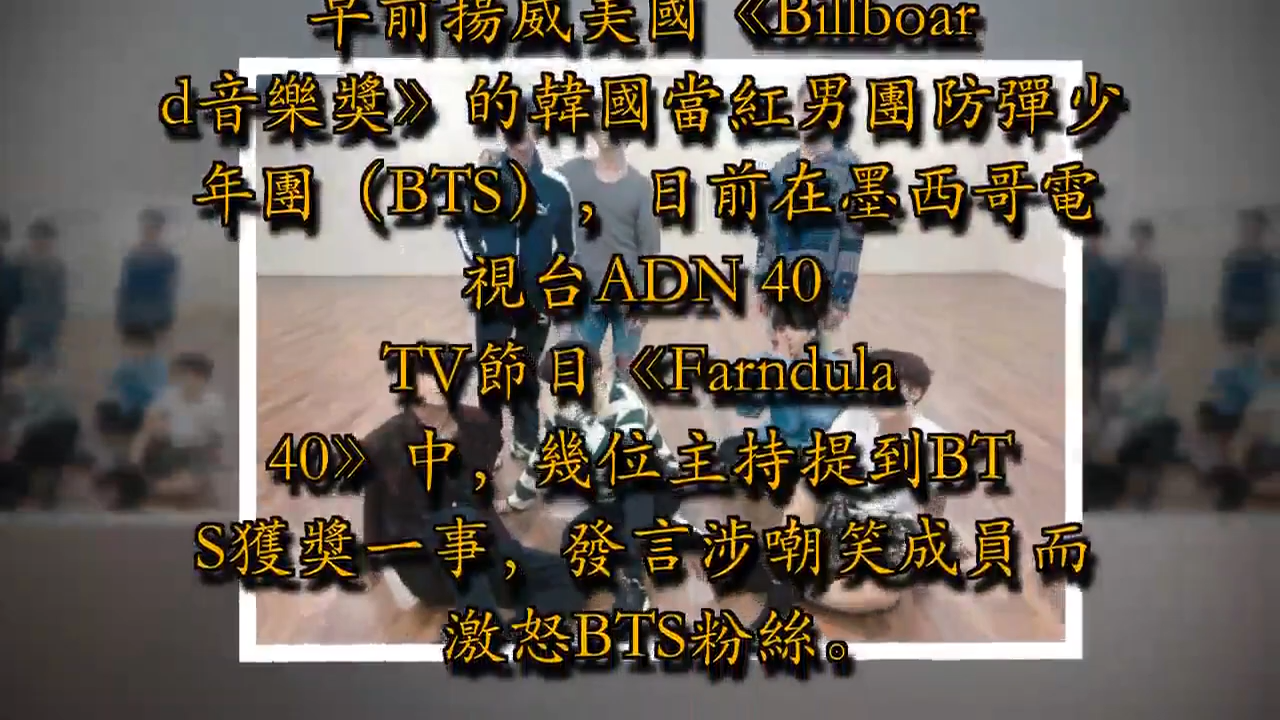 早前揚威美國《Billboar
d音樂獎》的韓國當紅男團防彈少
年團（BTS），日前在墨西哥電
視台ADN 40
TV節目《Farndula
40》中，幾位主持提到BT
S獲獎一事，發言涉嘲笑成員而
激怒BTS粉絲。